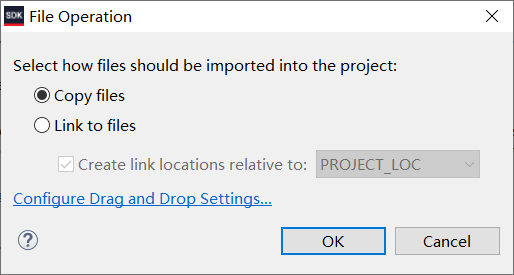 SDK File Operation
Select how files should be imported into the project:
Copy files
Link to files
Create link locations relative to: PROJECT_LOC
Configure Drag and Drop Settings...
? OK Cancel